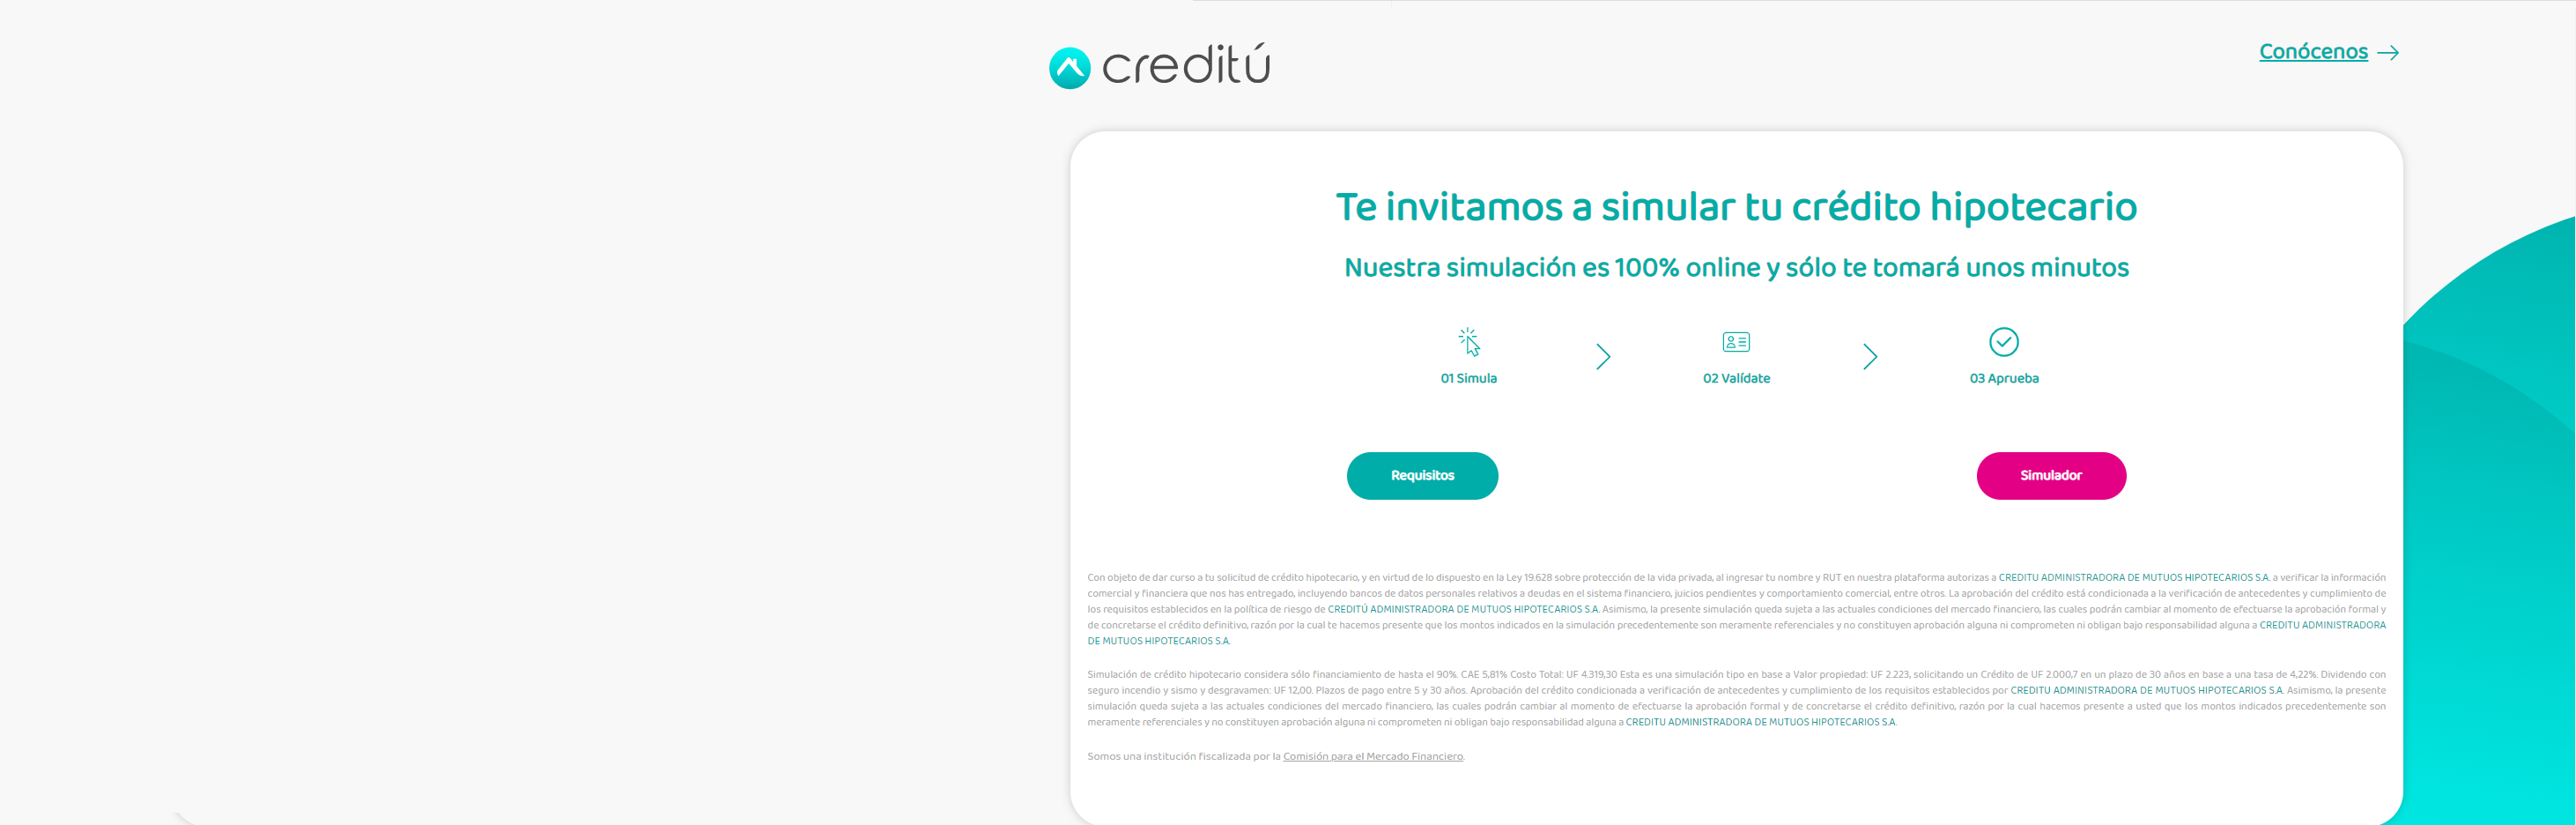 creditú
Conócenos
Te invitamos a simular tu crédito hipotecario
Nuestra simulación es 100% online y sólo te tomará unos minutos
01 Simula
02 Valídate
03 Aprueba
Requisitos
Simulador
Con objeto de dar curso a tu solicitud de crédito hipotecario, y en virtud de lo dispuesto en la Ley 19.628 sobre protección de la vida privada, al ingresar tu nombre y RUT en nuestra plataforma autorizas a CREDITU ADMINISTRADORA DE MUTUOS HIPOTECARIOS S.A. a verificar la información
comercial y financiera que nos has entregado, incluyendo bancos de datos personales relativos a deudas en el sistema financiero, juicios pendientes y comportamiento comercial, entre otros. La aprobación del crédito está condicionada a la verificación de antecedentes y cumplimiento de
los requisitos establecidos en la política de riesgo de CREDITÚ ADMINISTRADORA DE MUTUOS HIPOTECARIOS S.A. Asimismo, la presente simulación queda sujeta a las actuales condiciones del mercado financiero, las cuales podrán cambiar al momento de efectuarse la aprobación formal y
de concretarse el crédito definitivo, razón por la cual te hacemos presente que los montos indicados en la simulación precedentemente son meramente referenciales y no constituyen aprobación alguna ni comprometen ni obligan bajo responsabilidad alguna a CREDITU ADMINISTRADORA
DE MUTUOS HIPOTECARIOS S.A.
Simulación de crédito hipotecario considera sólo financiamiento de hasta el 90%. CAE 5,81% Costo Total: UF 4.319,30 Esta es una simulación tipo en base a Valor propiedad: UF 2.223, solicitando un Crédito de UF 2.000,7 en un plazo de 30 años en base a una tasa de 4,22%. Dividendo con
seguro incendio y sismo y desgravamen: UF 12,00. Plazos de pago entre 5 y 30 años. Aprobación del crédito condicionada a verificación de antecedentes y cumplimiento de los requisitos establecidos por CREDITU ADMINISTRADORA DE MUTUOS HIPOTECARIOS S.A. Asimismo, la presente
simulación queda sujeta a las actuales condiciones del mercado financiero, las cuales podrán cambiar al momento de efectuarse la aprobación formal y de concretarse el crédito definitivo, razón por la cual hacemos presente a usted que los montos indicados precedentemente son
meramente referenciales y no constituyen aprobación alguna ni comprometen ni obligan bajo responsabilidad alguna a CREDITU ADMINISTRADORA DE MUTUOS HIPOTECARIOS S.A.
Somos una institución fiscalizada por la Comisión para el Mercado Financiero.